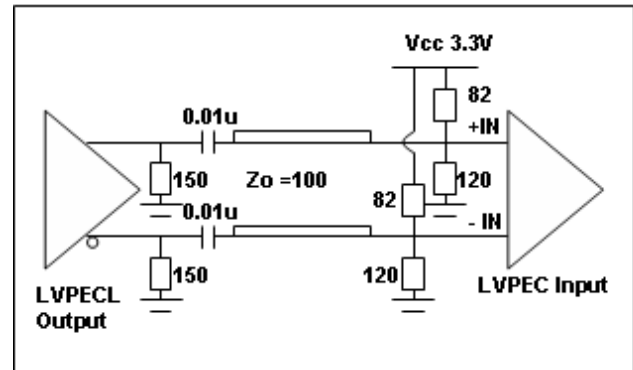 Vcc 3.3V
82
0.01u
+IN
150
Zo =100
120
82
0.01u
- IN
150
120
LVPECL
Output
LVPEC Input